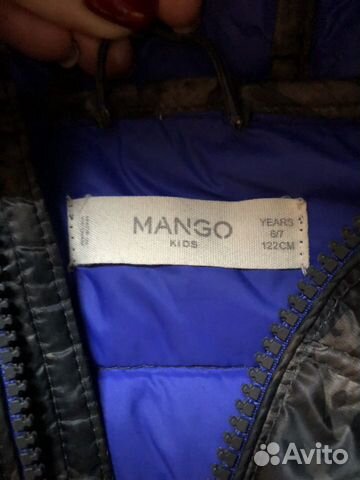 MANGO
KIDS
YEARS
6/7
122CM
Avito